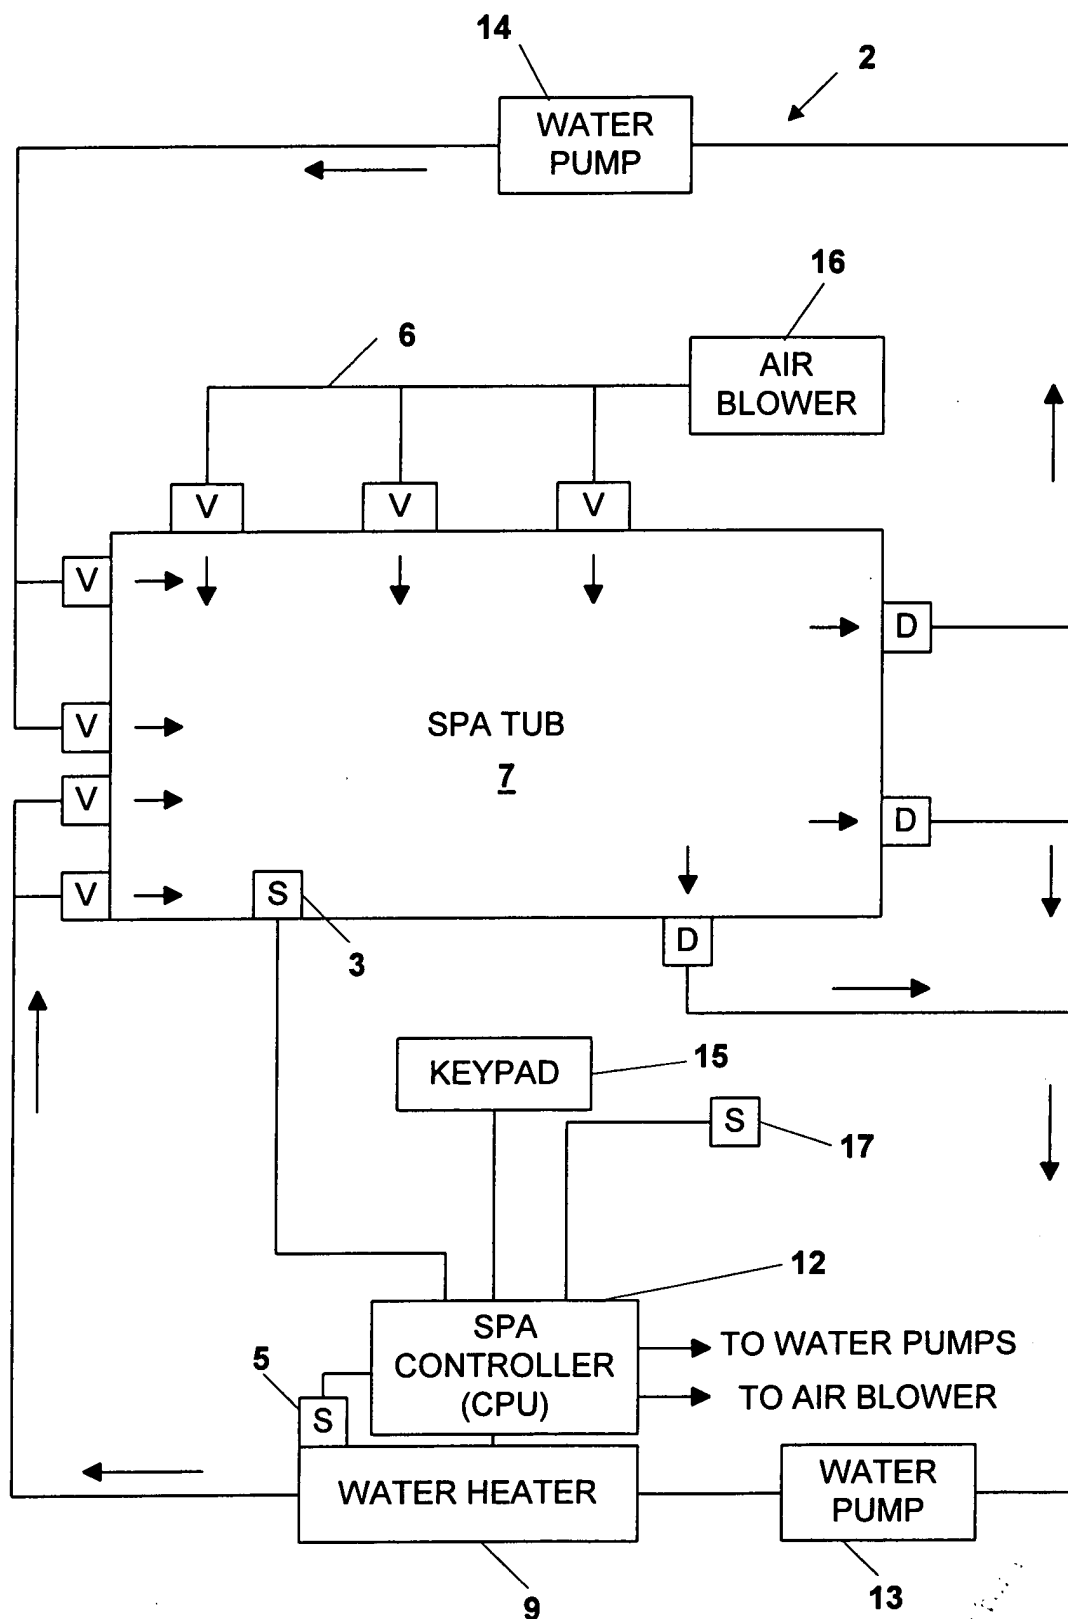 14
2
WATER
PUMP
16
6
AIR
BLOWER
V
V
V
V
D
SPA TUB
V
7
V
D
V
S
D
3
KEYPAD
15
S
17
12
SPA
CONTROLLER
(CPU)
TO WATER PUMPS
TO AIR BLOWER
5
S
WATER HEATER
WATER
PUMP
9
13